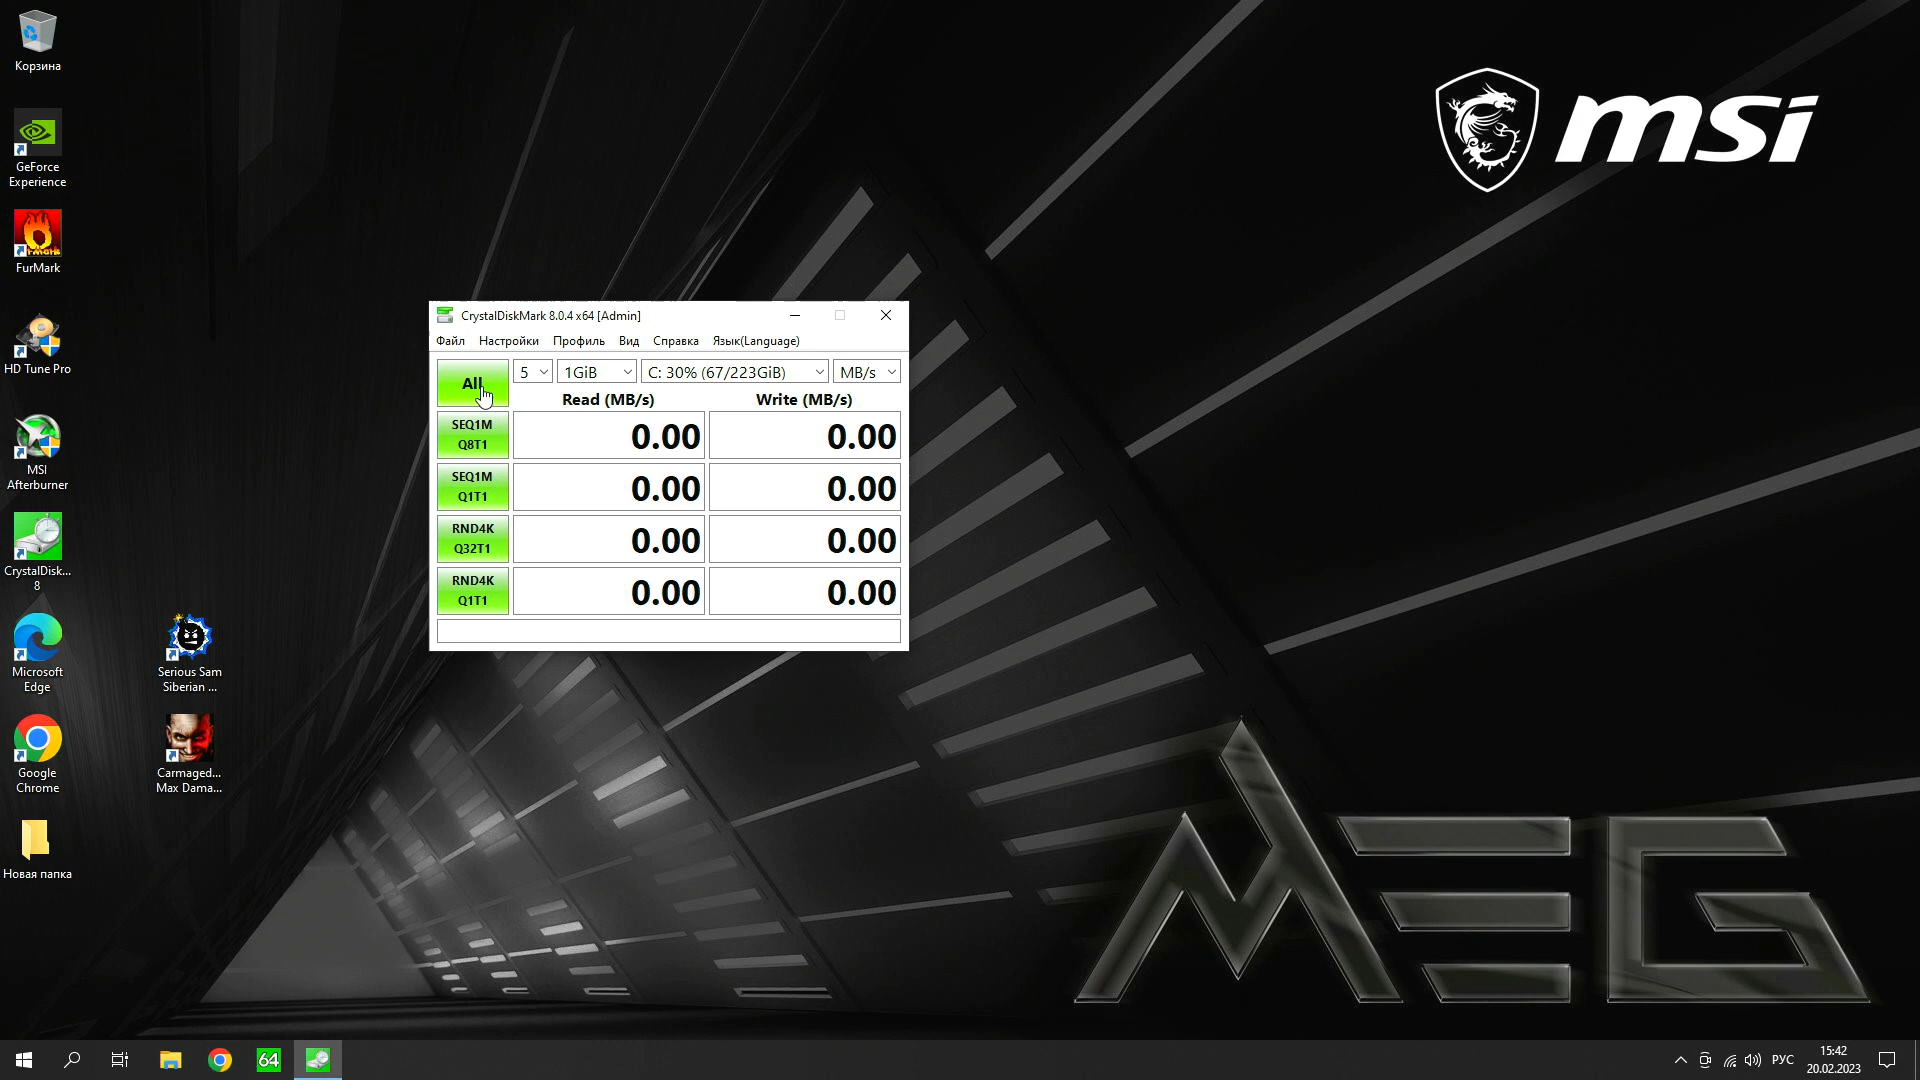 Корзина
GeForce
Experience
FurMark
HD Tune Pro
MSI
Afterburner
CrystalDisk...
8
Microsoft
Edge
Google
Chrome
Новая папка
Serious Sam
Siberian ...
Carmaged...
Max Dama...
msi
CrystalDiskMark 8.0.4 x64 [Admin]
Файл Настройки Профиль Вид Справка Язык(Language)
All 5 1GiB C: 30% (67/223GiB) MB/s
Read (MB/s) Write (MB/s)
SEQ1M
Q8T1 0.00 0.00
SEQ1M
Q1T1 0.00 0.00
RND4K
Q32T1 0.00 0.00
RND4K
Q1T1 0.00 0.00
MEG
64
РУС
15:42
20.02.2023